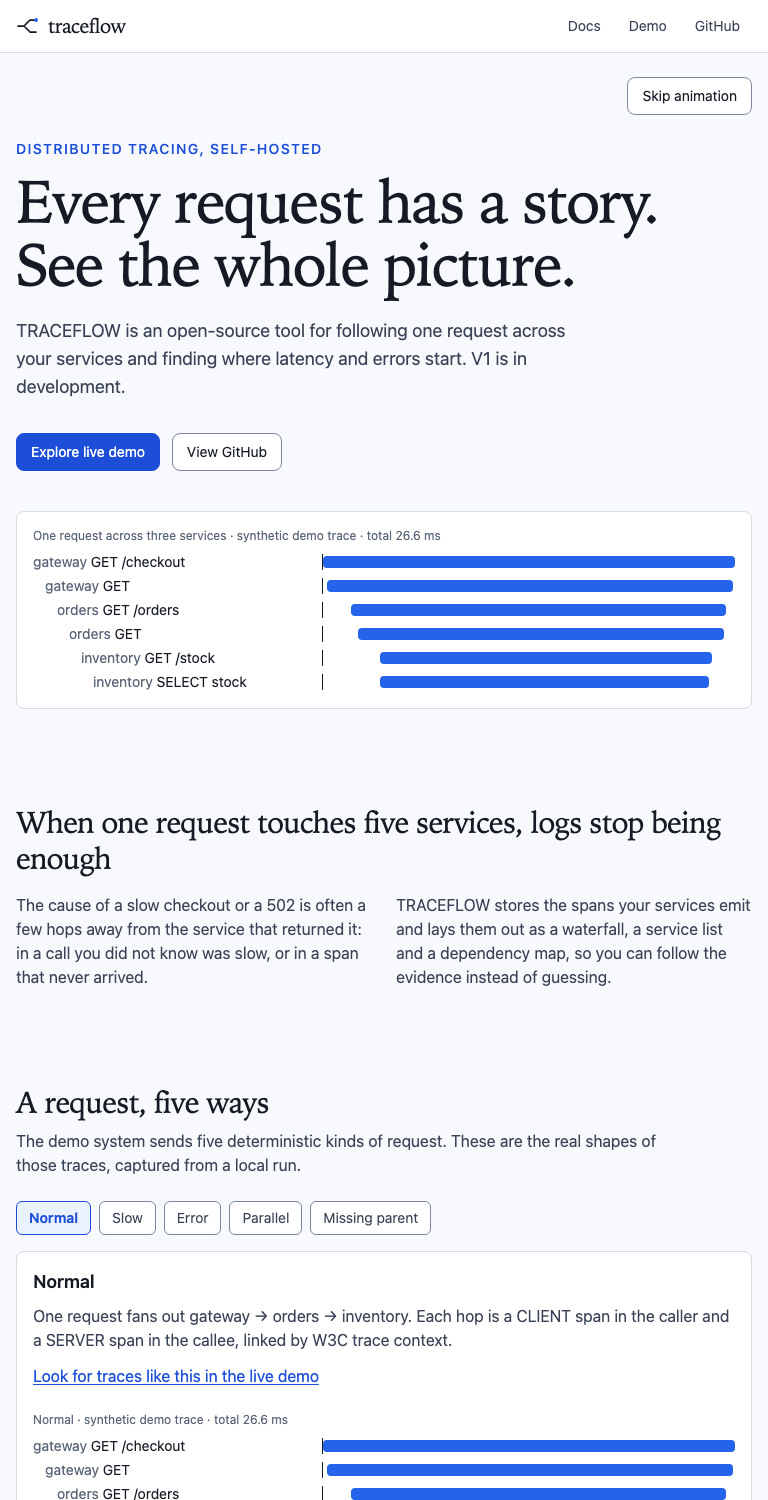 traceflow
Docs Demo GitHub
Skip animation
DISTRIBUTED TRACING, SELF-HOSTED
Every request has a story.
See the whole picture.
TRACEFLOW is an open-source tool for following one request across
your services and finding where latency and errors start. V1 is in
development.
Explore live demo View GitHub
One request across three services · synthetic demo trace · total 26.6 ms
gateway GET /checkout
gateway GET
orders GET /orders
orders GET
inventory GET /stock
inventory SELECT stock
When one request touches five services, logs stop being
enough
The cause of a slow checkout or a 502 is often a
few hops away from the service that returned it:
in a call you did not know was slow, or in a span
that never arrived.
TRACEFLOW stores the spans your services emit
and lays them out as a waterfall, a service list
and a dependency map, so you can follow the
evidence instead of guessing.
A request, five ways
The demo system sends five deterministic kinds of request. These are the real shapes of
those traces, captured from a local run.
Normal Slow Error Parallel Missing parent
Normal
One request fans out gateway → orders → inventory. Each hop is a CLIENT span in the caller and
a SERVER span in the callee, linked by W3C trace context.
Look for traces like this in the live demo
Normal · synthetic demo trace · total 26.6 ms
gateway GET /checkout
gateway GET
orders GET /orders